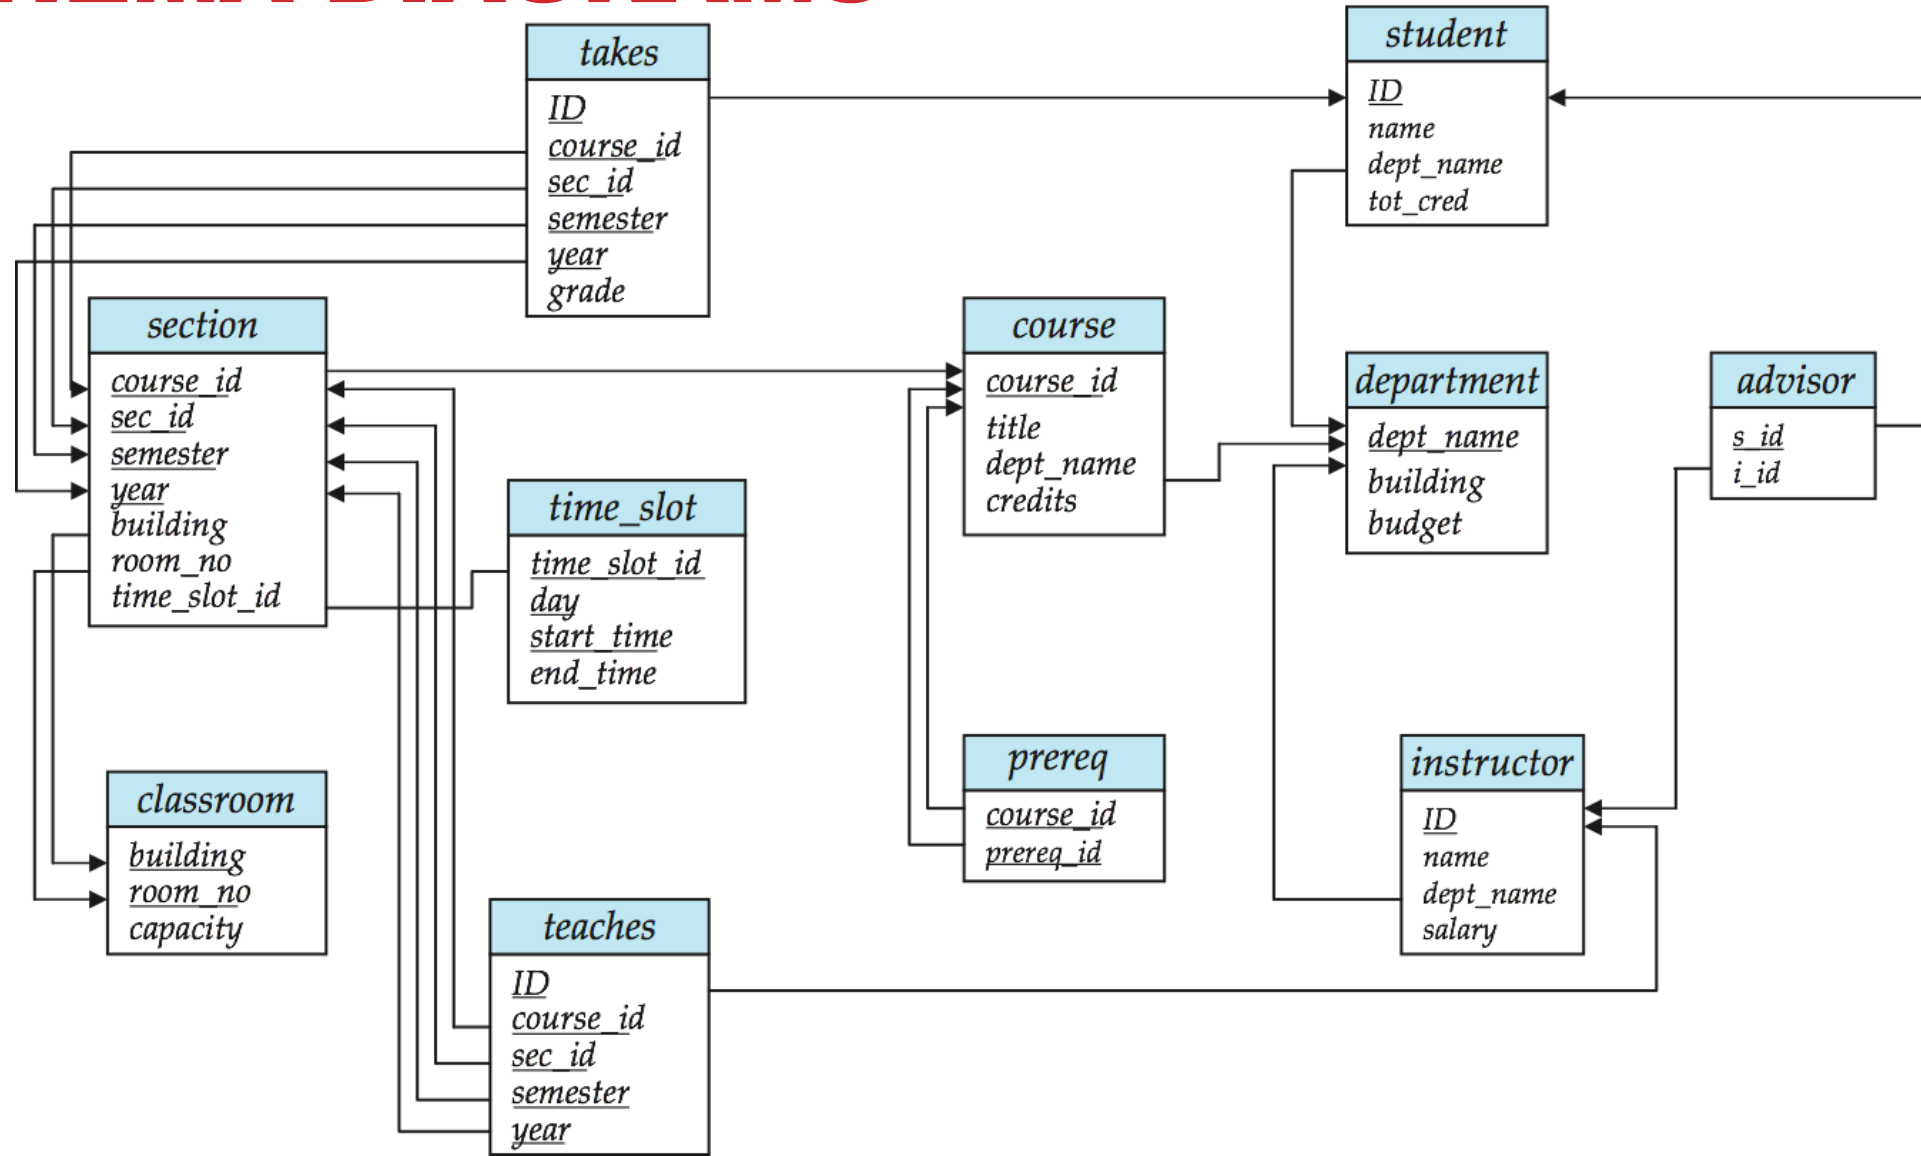 takes
ID
course_id
sec_id
semester
year
grade
student
ID
name
dept_name
tot_cred
section
course_id
sec_id
semester
year
building
room_no
time_slot_id
course
course_id
title
dept_name
credits
department
dept_name
building
budget
advisor
s_id
i_id
time_slot
time_slot_id
day
start_time
end_time
prereq
course_id
prereq_id
instructor
ID
name
dept_name
salary
classroom
building
room_no
capacity
teaches
ID
course_id
sec_id
semester
year